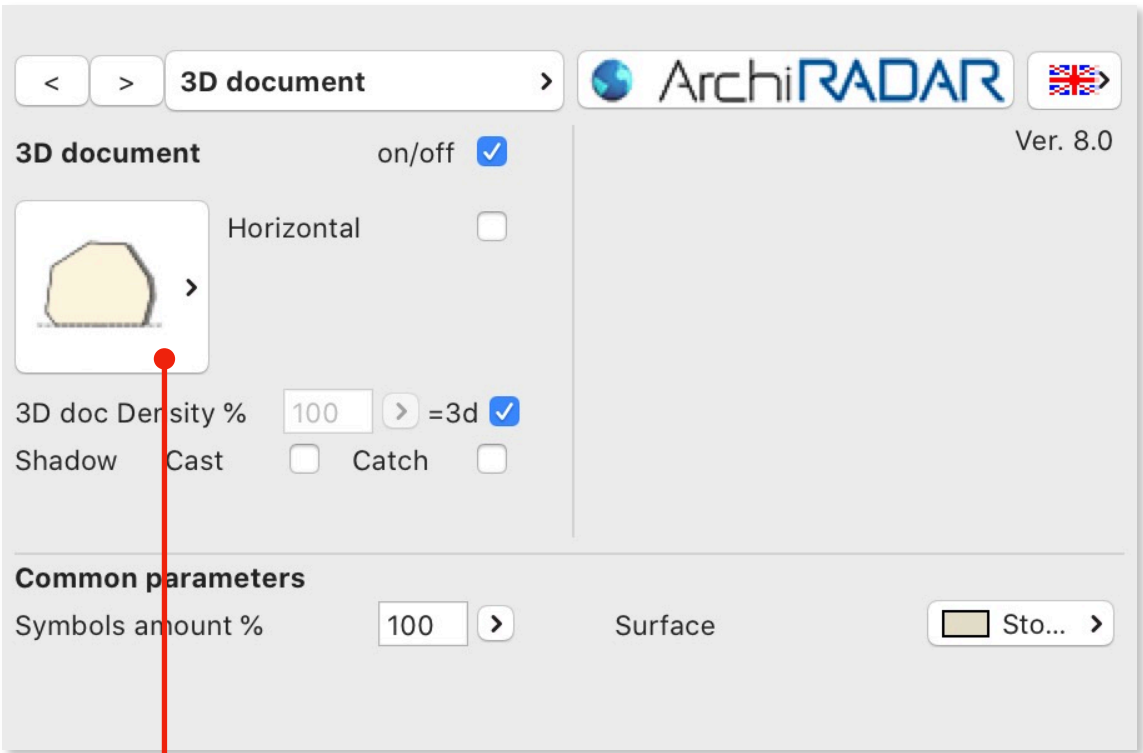 < > 3D document > ArchiRADAR >
Ver. 8.0
3D document on/off
Horizontal
>
3D doc Density % 100 > =3d
Shadow Cast Catch
Common parameters
Symbols amount % 100 > Surface Sto... >